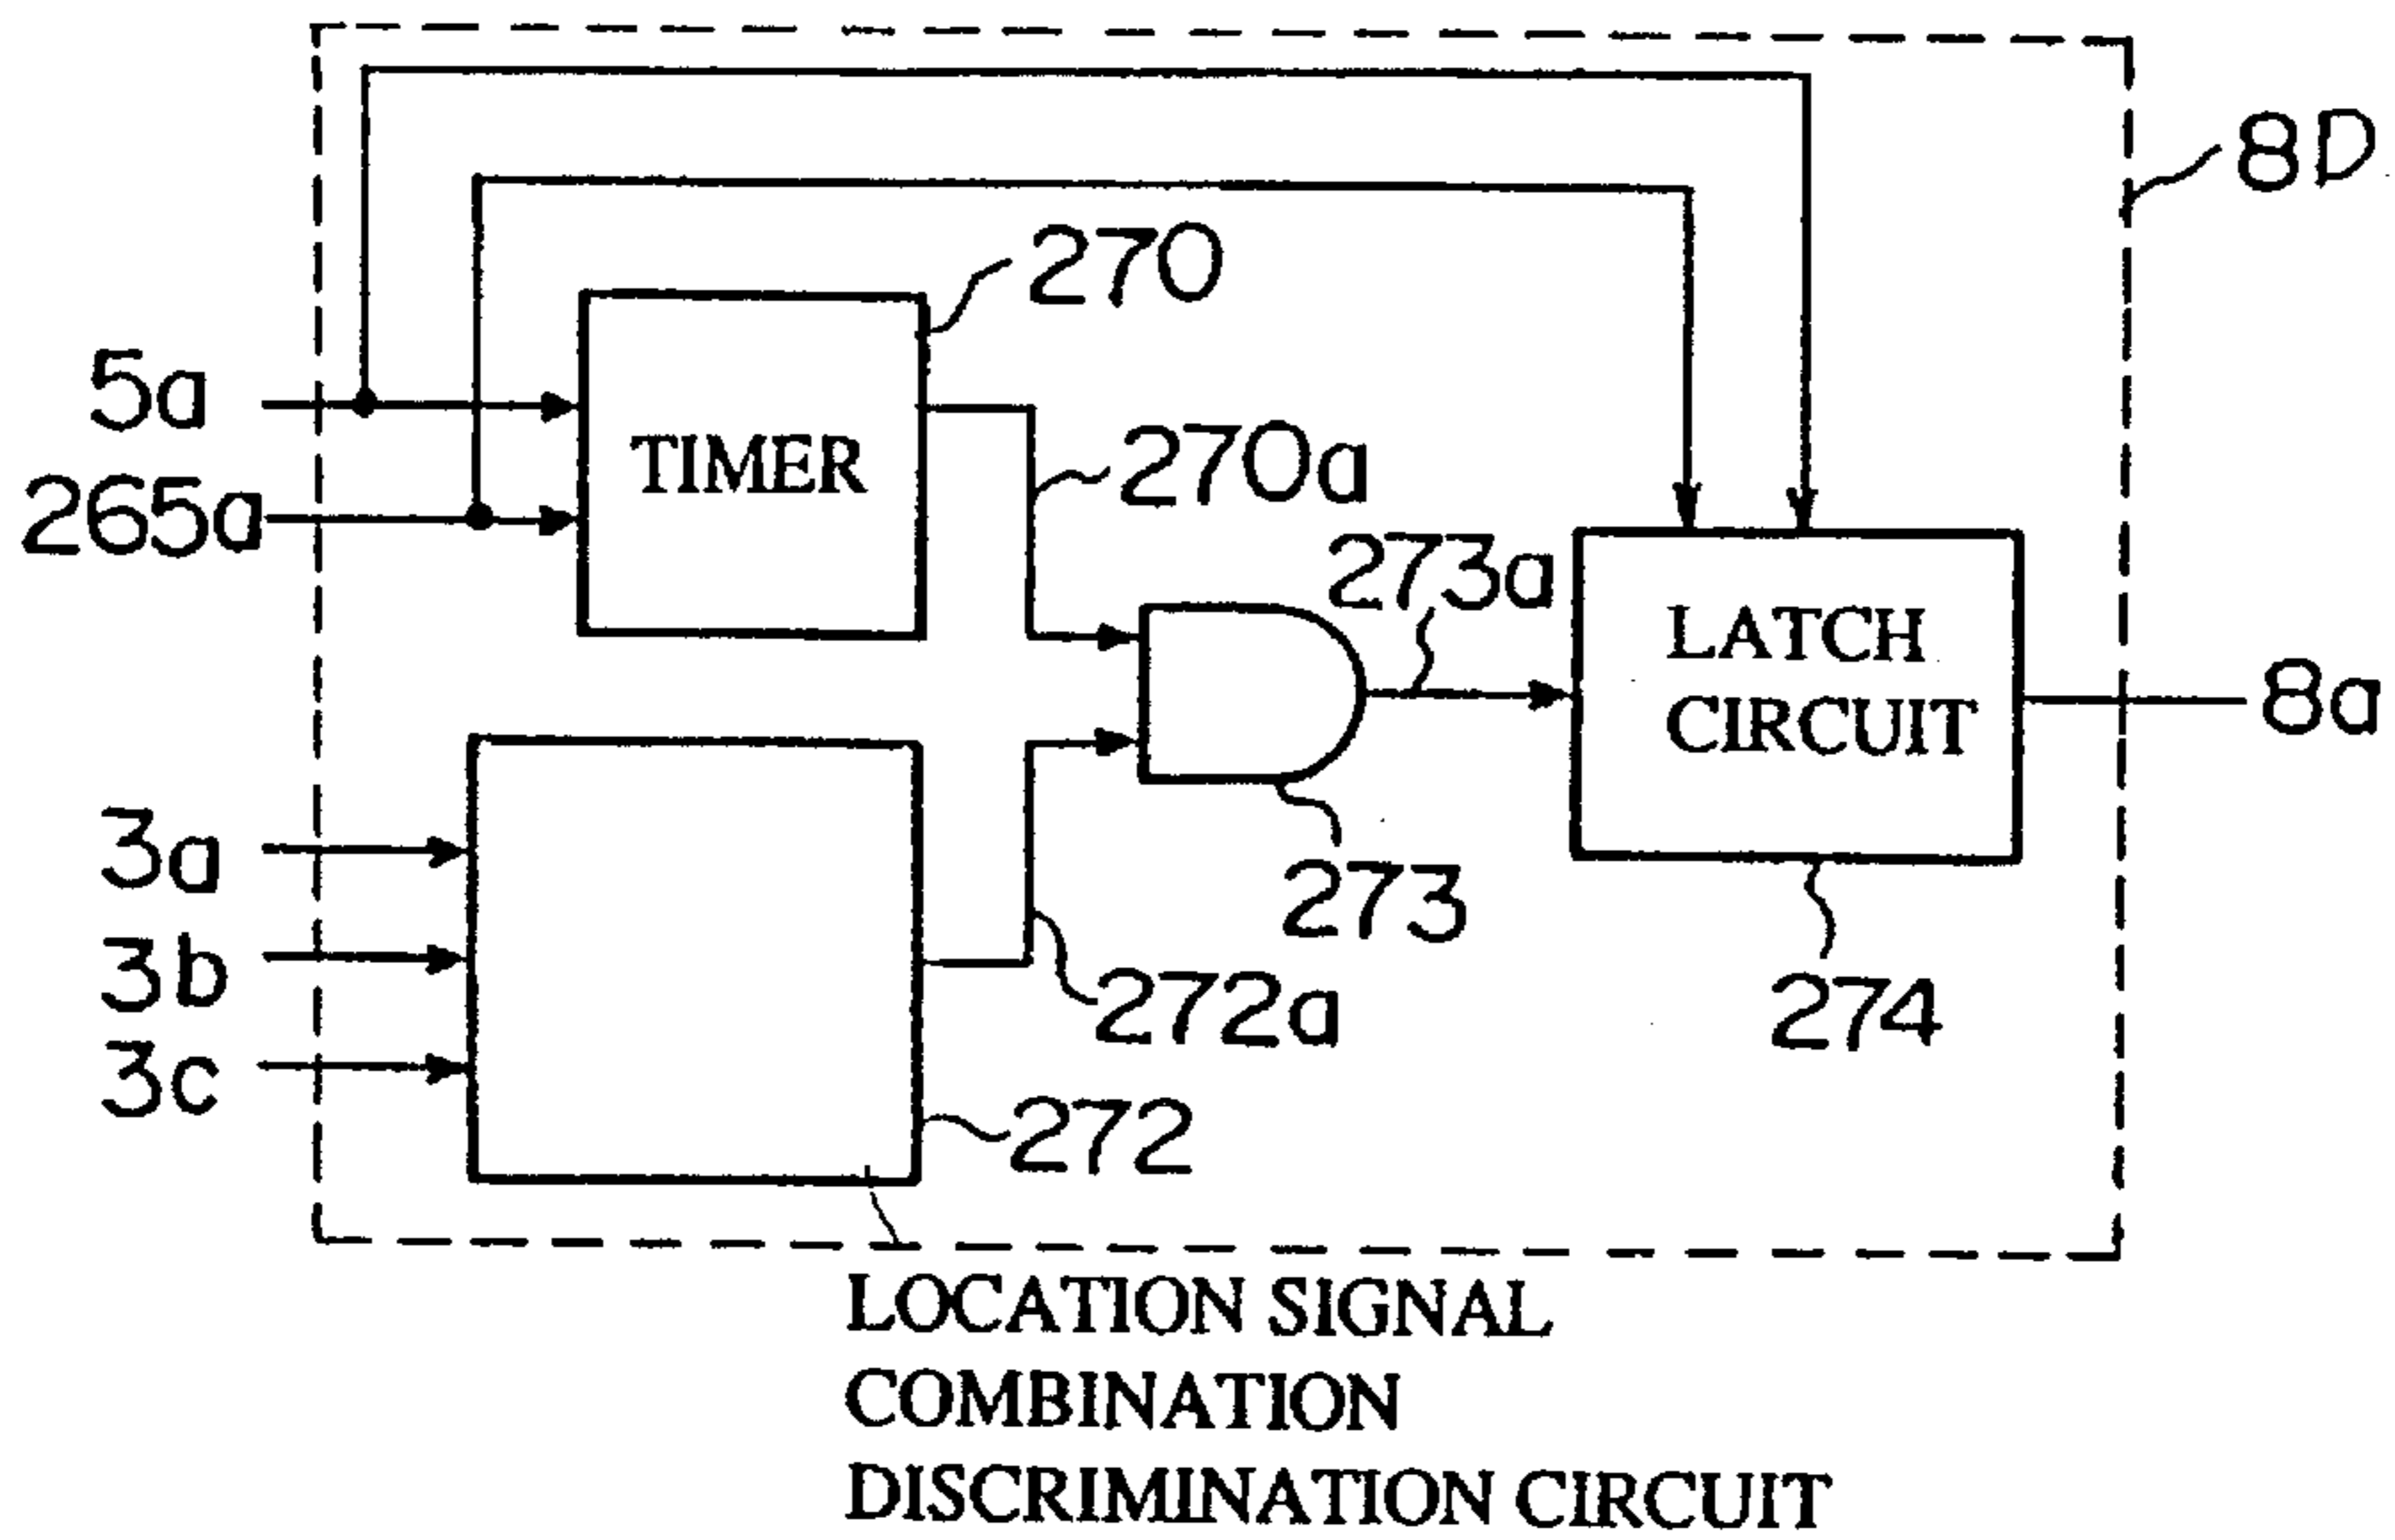 8D
270
5a
TIMER
270a
265a
273a
LATCH
CIRCUIT
8a
3a
273
3b
272a
274
3c
272
LOCATION SIGNAL
COMBINATION
DISCRIMINATION CIRCUIT